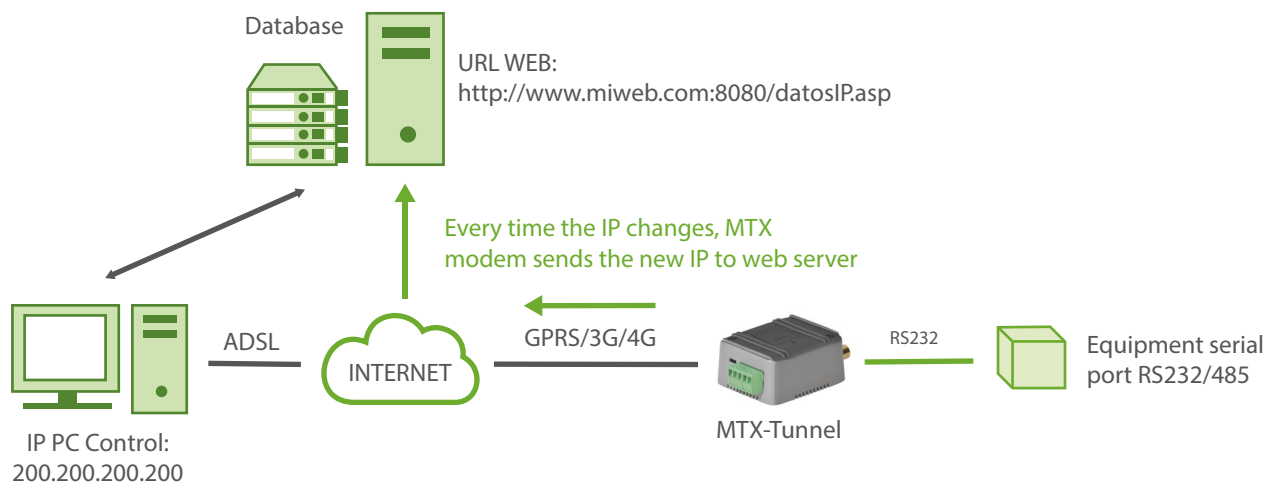 Database
URL WEB:
http://www.miweb.com:8080/datosIP.asp
Every time the IP changes, MTX
modem sends the new IP to web server
ADSL
INTERNET
GPRS/3G/4G
RS232
Equipment serial
port RS232/485
MTX-Tunnel
IP PC Control:
200.200.200.200